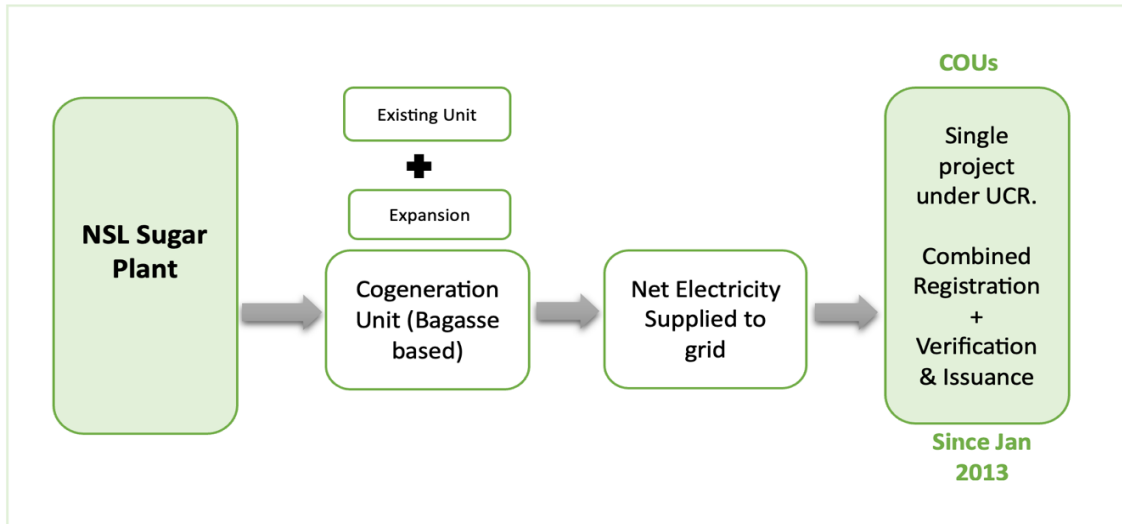 COUs
Existing Unit
Expansion
NSL Sugar
Plant
Cogeneration
Unit (Bagasse
based)
Net Electricity
Supplied to
grid
Single
project
under UCR.
Combined
Registration
+
Verification
& Issuance
Since Jan
2013